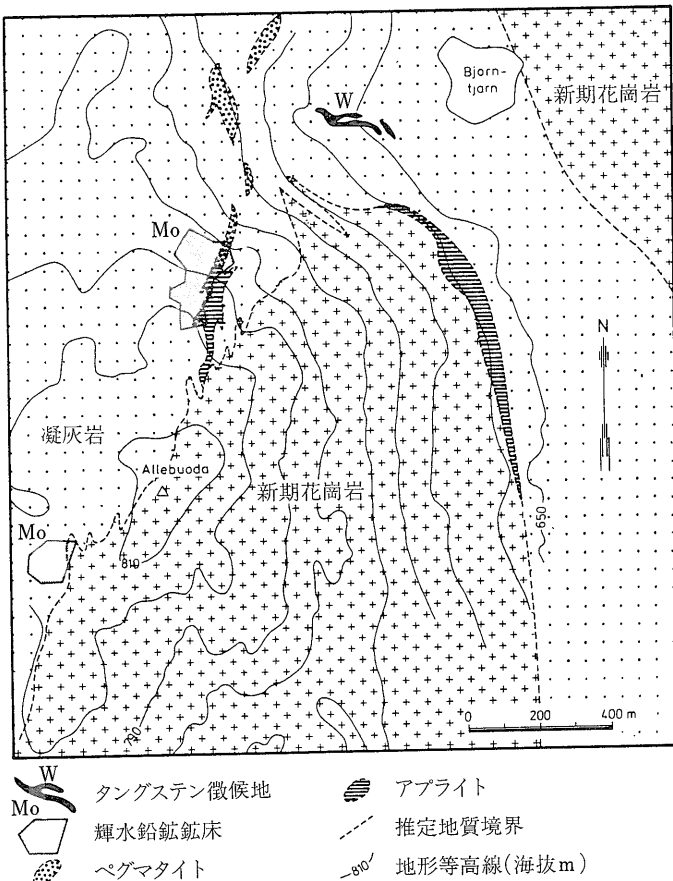 Bjorn-
tjarn
新期花崗岩
W
Mo
N
凝灰岩
Allebuoda
新期花崗岩
Mo
810
650
790
0 200 400 m
W
タングステン徴候地
アプライト
Mo
輝水鉛鉱鉱床
推定地質境界
ペグマタイト
810
地形等高線(海抜m)